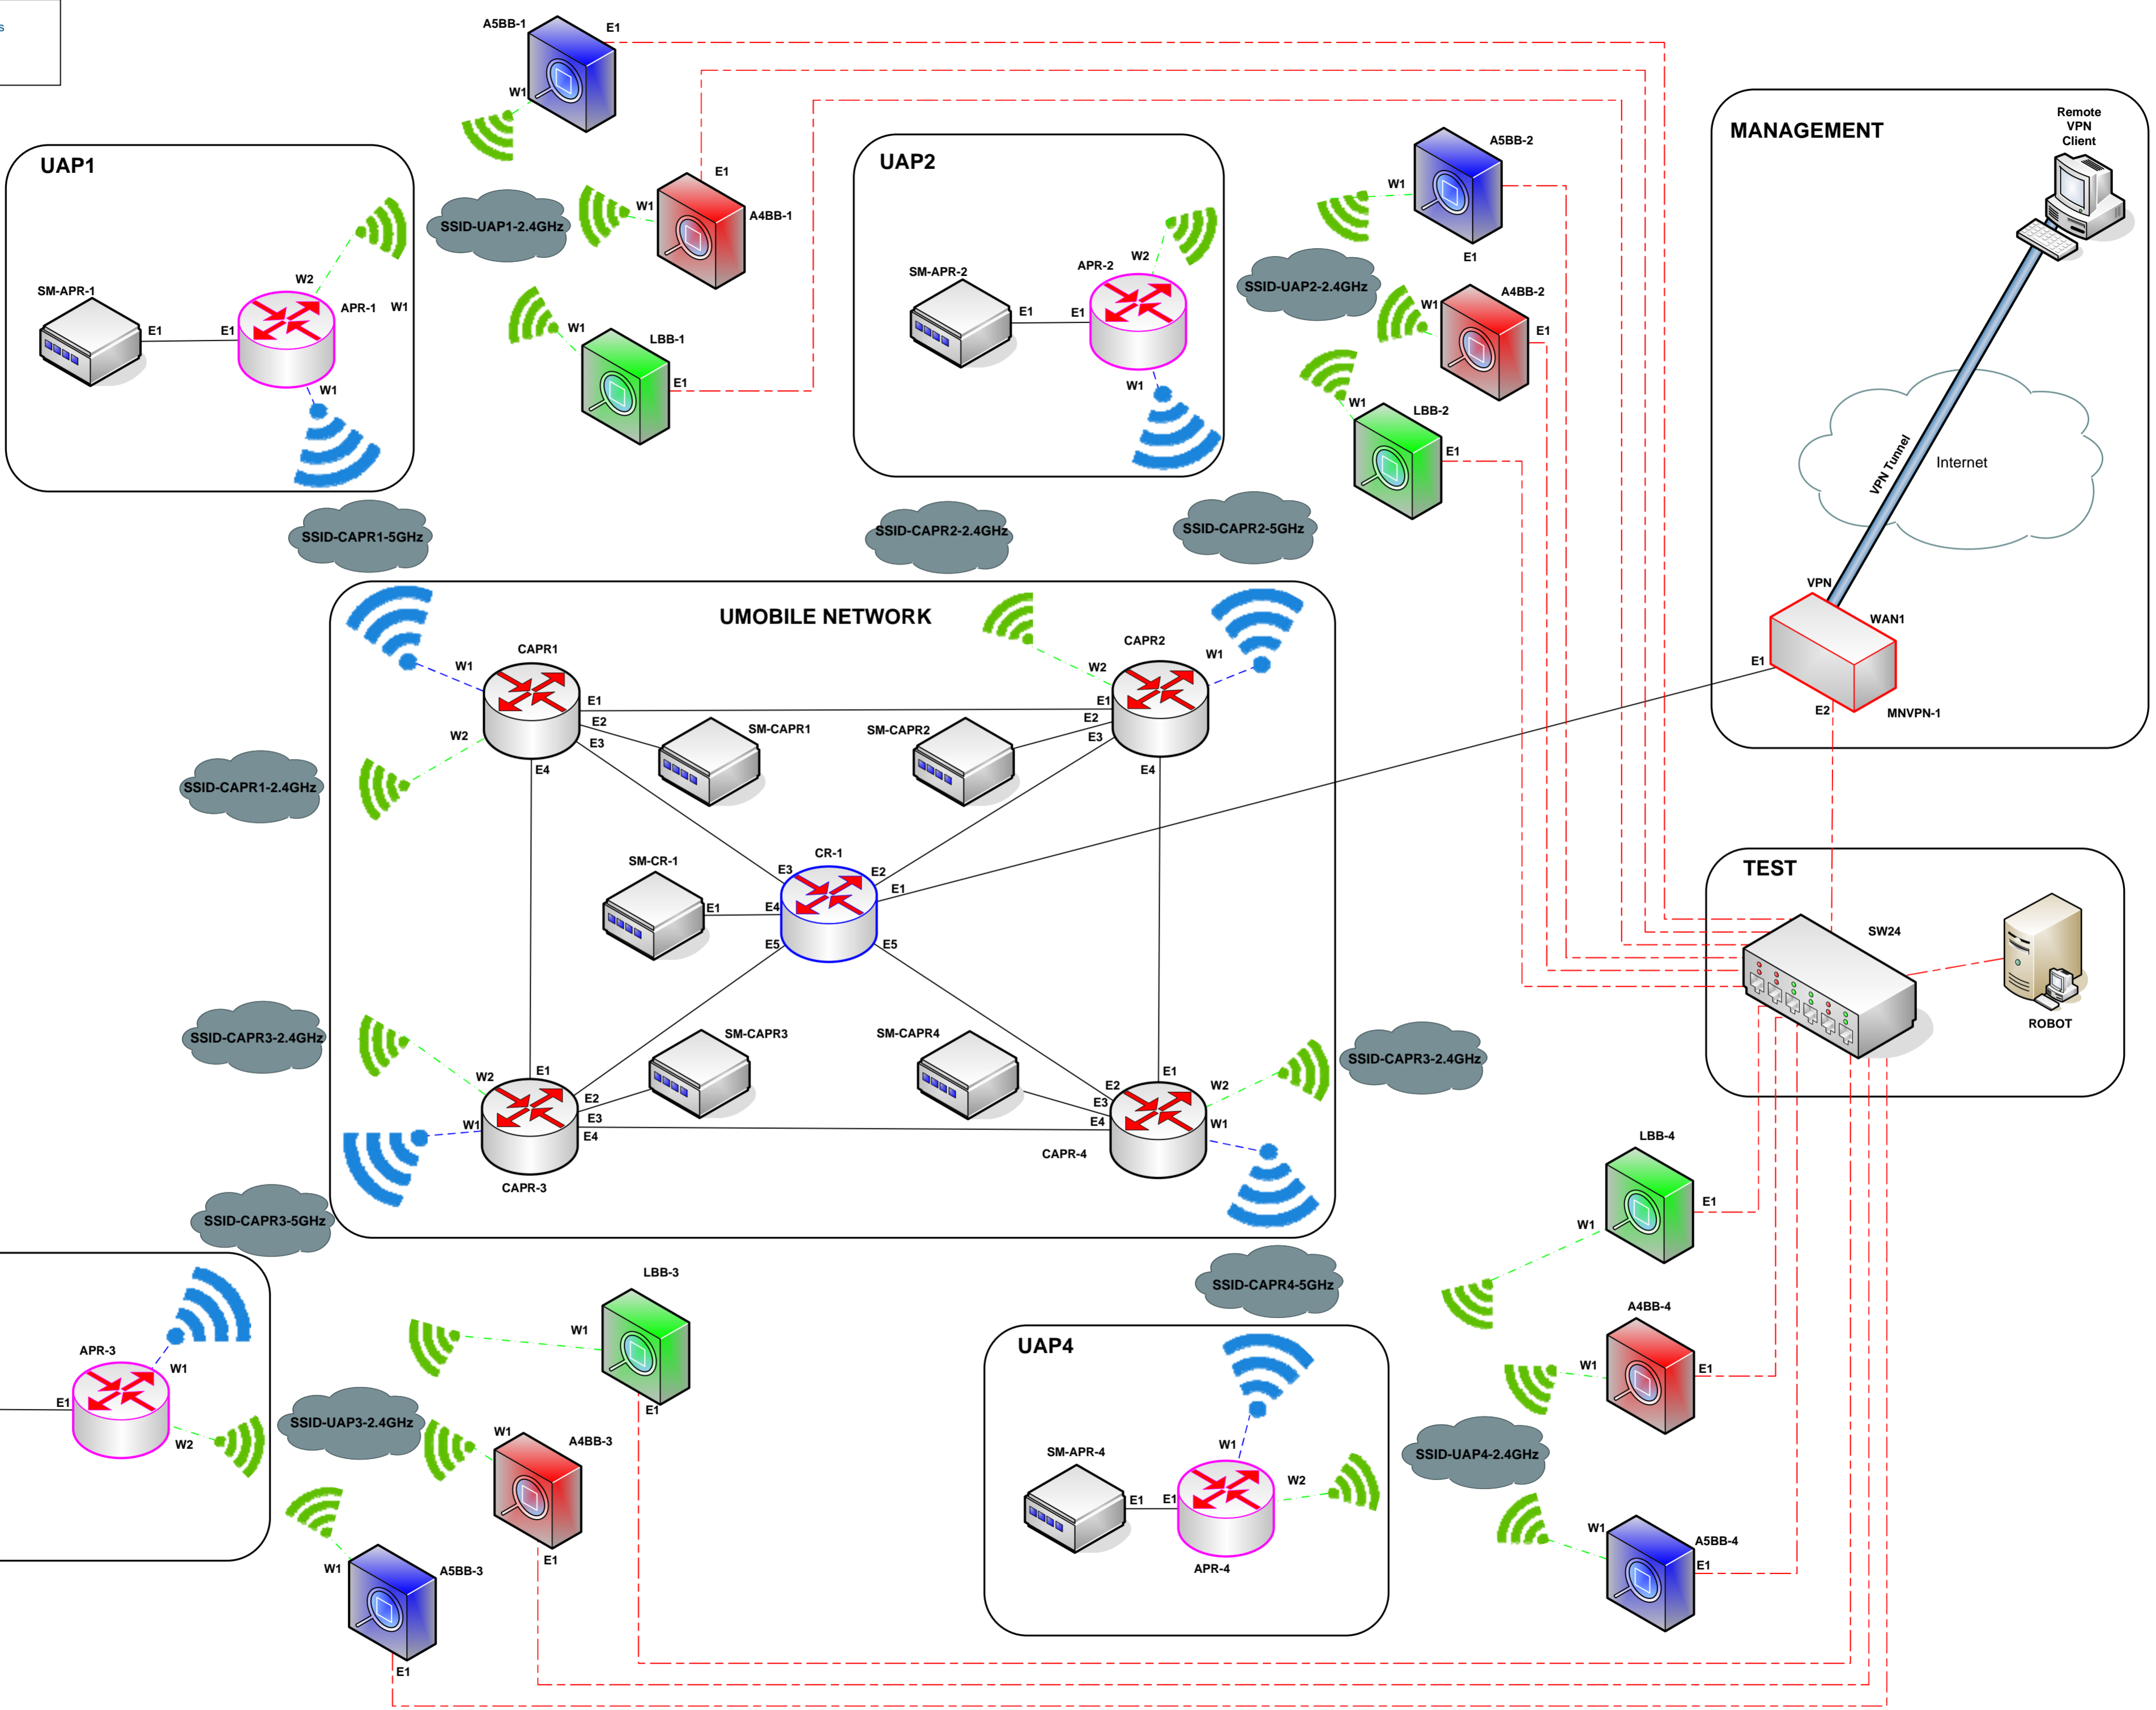 s
A5BB-1
E1
W1
E1
W1
A4BB-1
SSID-UAP1-2.4GHz
W1
LBB-1
E1
UAP1
W2
SM-APR-1
APR-1
W1
E1
E1
W1
UAP2
W2
APR-2
SM-APR-2
E1
E1
W1
A5BB-2
W1
E1
SSID-UAP2-2.4GHz
A4BB-2
W1
E1
W1
LBB-2
E1
MANAGEMENT
Remote
VPN
Client
VPN Tunnel
Internet
VPN
WAN1
E1
E2
MNVPN-1
SSID-CAPR1-5GHz
SSID-CAPR2-2.4GHz
SSID-CAPR2-5GHz
UMOBILE NETWORK
CAPR1
W1
W2
E1
E2
E3
E4
SM-CAPR1
CAPR2
W1
W2
E1
E2
E3
E4
SM-CAPR2
SSID-CAPR1-2.4GHz
CR-1
SM-CR-1
E3
E2
E1
E1
E4
E5
E5
SSID-CAPR3-2.4GHz
SM-CAPR3
SM-CAPR4
W2
E1
E2
E3
W1
E4
CAPR-3
E1
E2
W2
E3
E4
W1
CAPR-4
SSID-CAPR3-2.4GHz
TEST
SW24
ROBOT
SSID-CAPR3-5GHz
SSID-CAPR4-5GHz
APR-3
W1
E1
W2
LBB-3
W1
E1
SSID-UAP3-2.4GHz
W1
A4BB-3
E1
W1
A5BB-3
E1
UAP4
W1
SM-APR-4
W2
E1
E1
APR-4
LBB-4
E1
W1
A4BB-4
W1
E1
SSID-UAP4-2.4GHz
W1
A5BB-4
E1